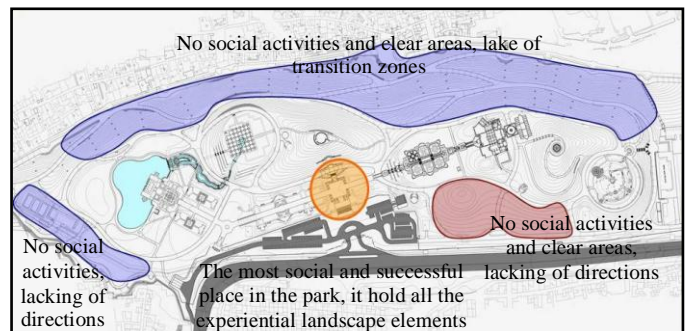 No social activities and clear areas, lake of
transition zones
No social
activities,
lacking of
directions
The most social and successful
place in the park, it hold all the
experiential landscape elements
No social activities
and clear areas,
lacking of directions